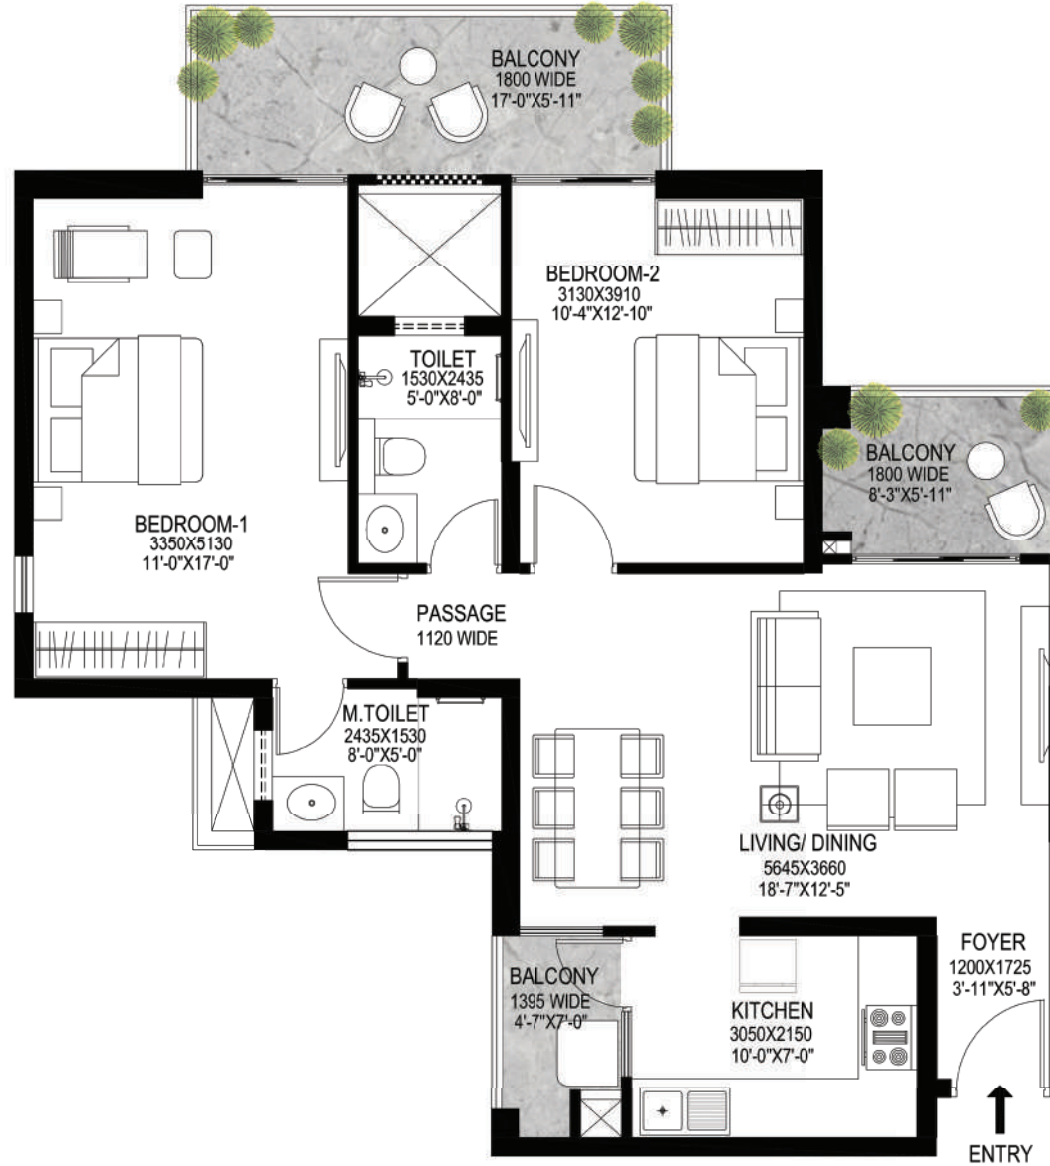 BALCONY
1800 WIDE
17'-0"X5'-11"
BEDROOM-2
3130X3910
10'-4"X12'-10"
TOILET
1530X2435
5'-0"X8'-0"
BALCONY
1800 WIDE
8'-3"X5'-11"
BEDROOM-1
3350X5130
11'-0"X17'-0"
PASSAGE
1120 WIDE
M.TOILET
2435X1530
8'-0"X5'-0"
LIVING/ DINING
5645X3660
18'-7"X12'-5"
FOYER
1200X1725
3'-11"X5'-8"
BALCONY
1395 WIDE
4'-7"X7'-0"
KITCHEN
3050X2150
10'-0"X7'-0"
ENTRY